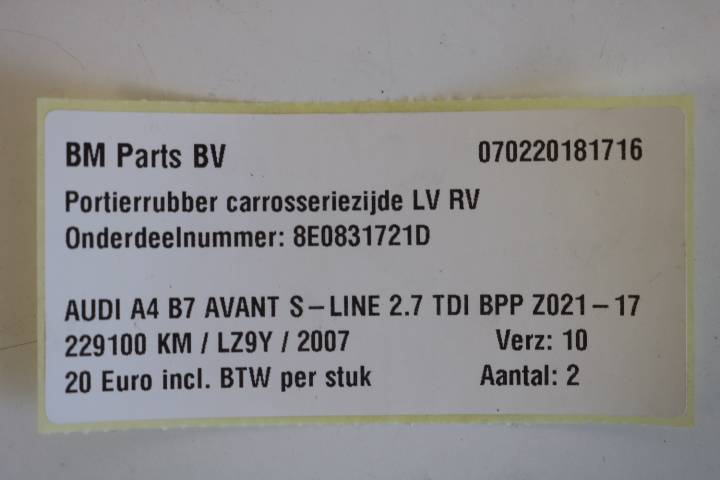 BM Parts BV 070220181716
Portierrubber carrosseriezijde LV RV
Onderdeelnummer: 8E0831721D
AUDI A4 B7 AVANT S-LINE 2.7 TDI BPP Z021-17
229100 KM / LZ9Y / 2007 Verz: 10
20 Euro incl. BTW per stuk Aantal: 2